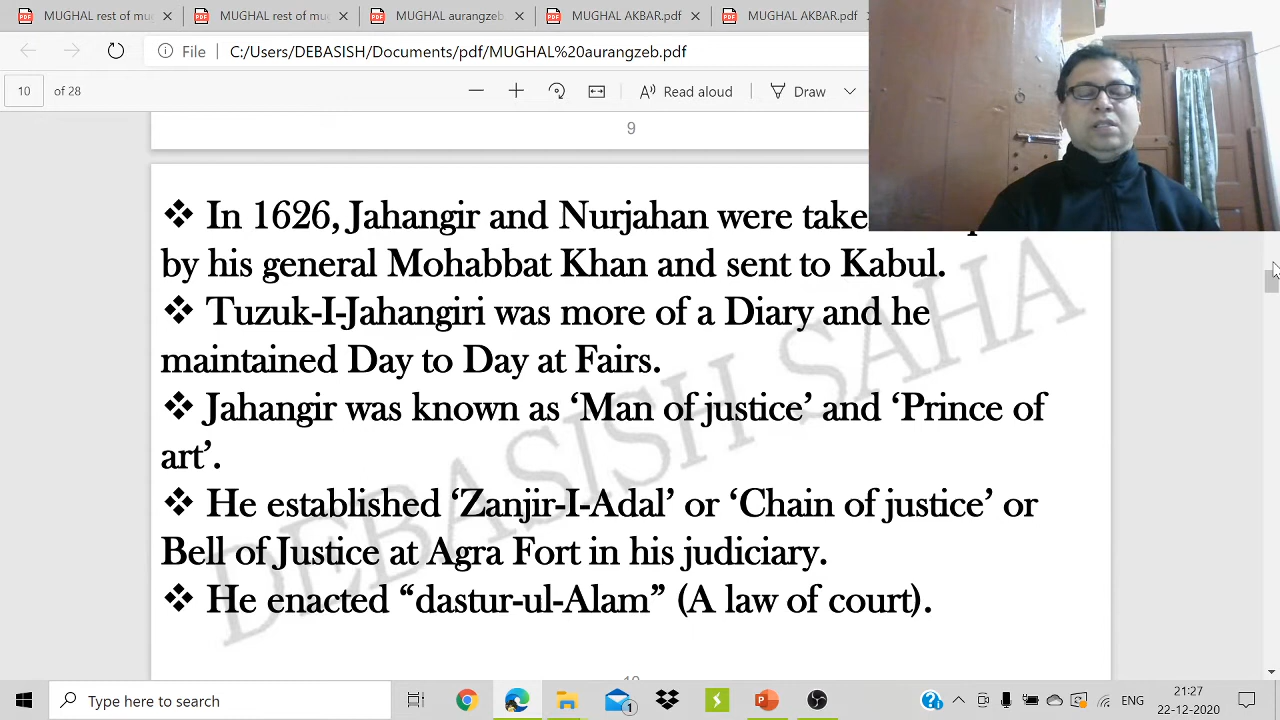 MUGHAL rest of mu × MUGHAL rest of mu × MUGHAL aurangzeb × MUGHAL AKBAR.pdf × MUGHAL AKBAR.pdf
File C:/Users/DEBASISH/Documents/pdf/MUGHAL%20aurangzeb.pdf
10 of 28 Read aloud Draw
9
❖ In 1626, Jahangir and Nurjahan were take
by his general Mohabbat Khan and sent to Kabul.
❖ Tuzuk-I-Jahangiri was more of a Diary and he
maintained Day to Day at Fairs.
❖ Jahangir was known as ‘Man of justice’ and ‘Prince of
art’.
❖ He established ‘Zanjir-I-Adal’ or ‘Chain of justice’ or
Bell of Justice at Agra Fort in his judiciary.
❖ He enacted “dastur-ul-Alam” (A law of court).
DEBASISH SAHA
Type here to search
1
ENG
21:27
22-12-2020